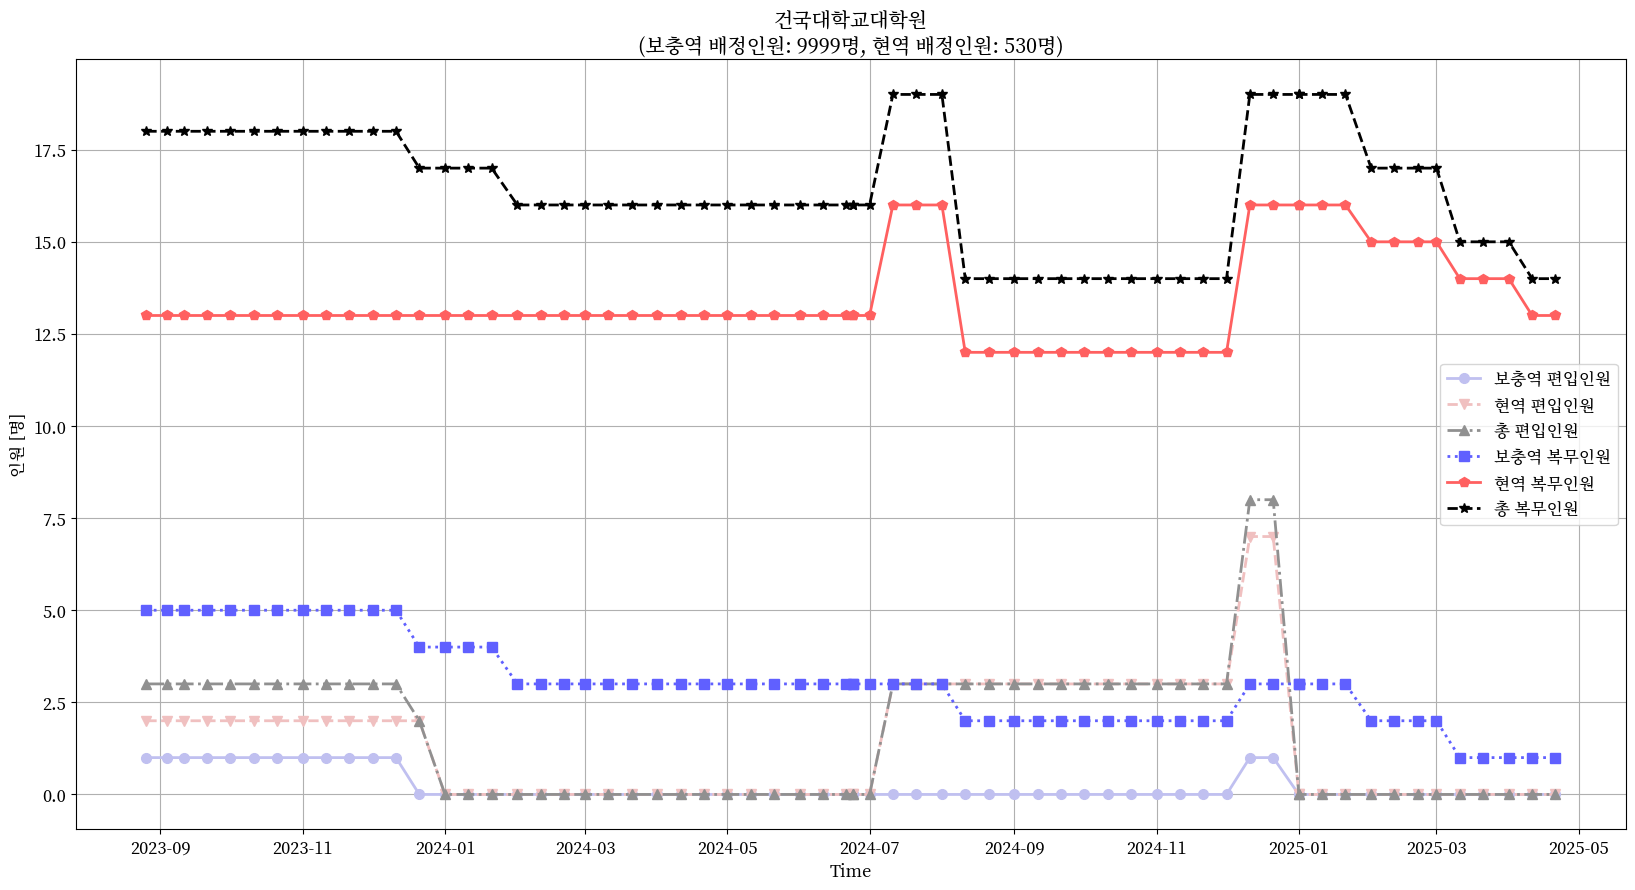 건국대학교대학원
(보충역 배정인원: 9999명, 현역 배정인원: 530명)
인원 [명]
17.5
15.0
12.5
10.0
7.5
5.0
2.5
0.0
보충역 편입인원
현역 편입인원
총 편입인원
보충역 복무인원
현역 복무인원
총 복무인원
2023-09 2023-11 2024-01 2024-03 2024-05 2024-07 2024-09 2024-11 2025-01 2025-03 2025-05
Time